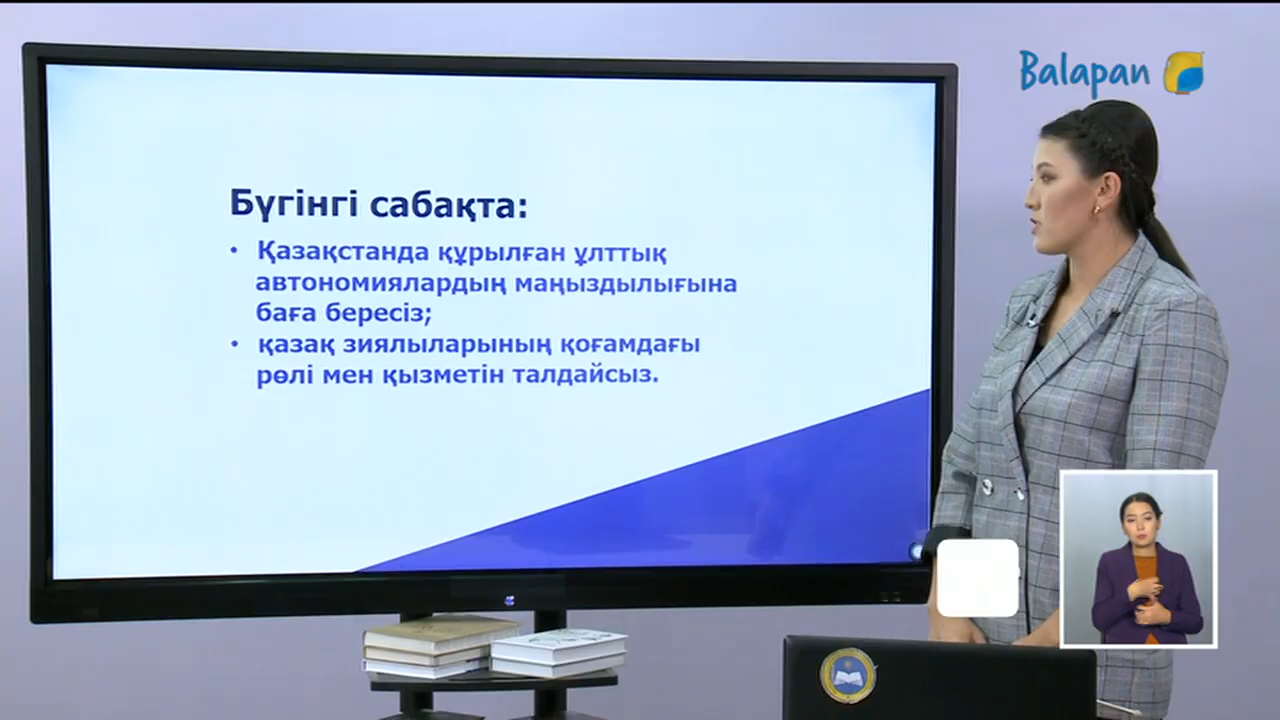 Balapan
Бүгінгі сабақта:
• Қазақстанда құрылған ұлттық
автономиялардың маңыздылығына
баға бересіз;
• қазақ зиялыларының қоғамдағы
рөлі мен қызметін талдайсыз.